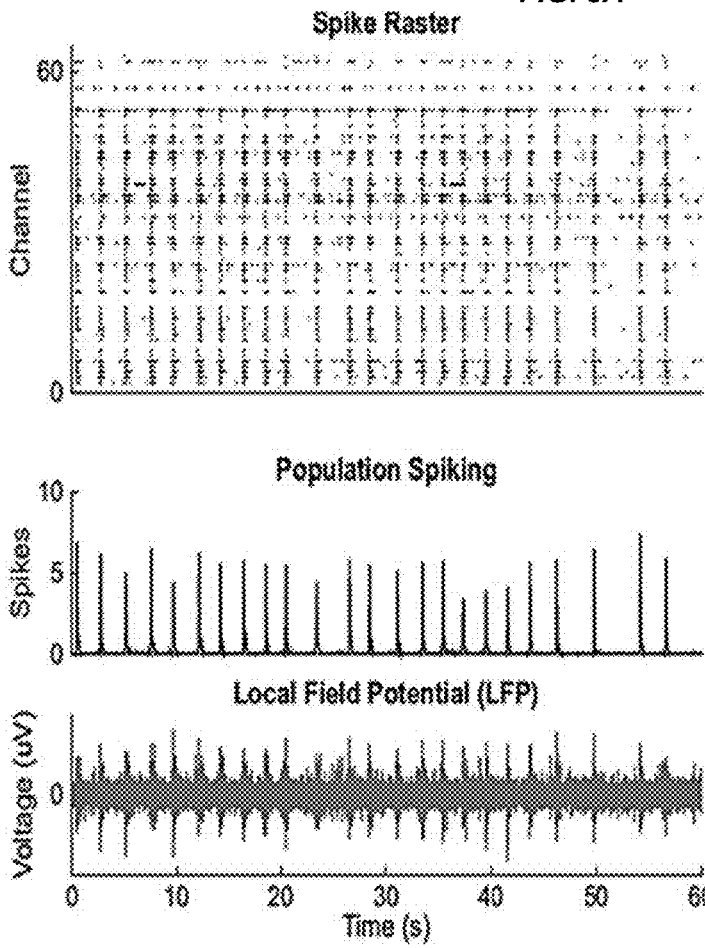 Spike Raster
60
Channel
0
Population Spiking
10
Spikes
5
0
Local Field Potential (LFP)
Voltage (uV)
0
0 10 20 30 40 50
Time (s)